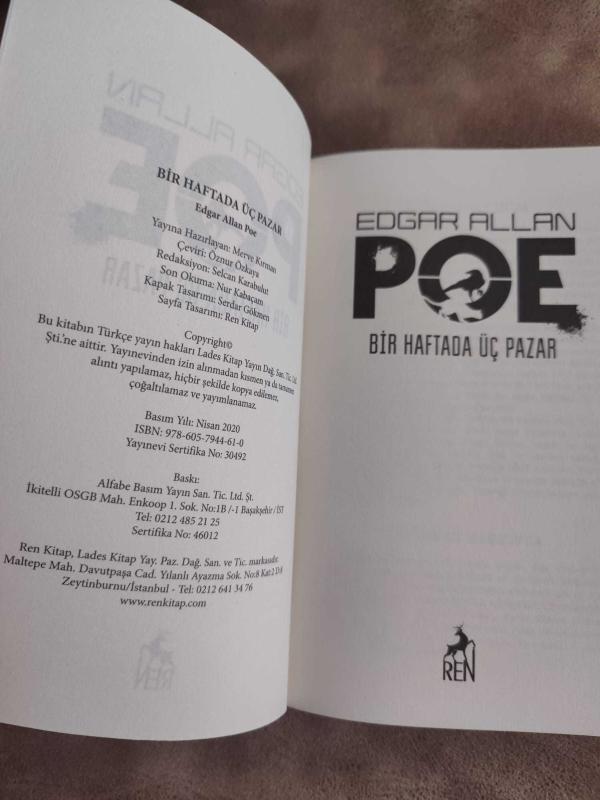 BİR HAFTADA ÜÇ PAZAR
Edgar Allan Poe
Yayına Hazırlayan: Merve Kırman
Çeviri: Öznur Özkaya
Redaksiyon: Selcan Karabulut
Son Okuma: Nur Kabaçam
Kapak Tasarımı: Serdar Gökmen
Sayfa Tasarımı: Ren Kitap
Copyright©
Bu kitabın Türkçe yayın hakları Lades Kitap Yayın Dağ. San. Tic. Ltd.
Şti.'ne aittir. Yayınevinden izin alınmadan kısmen ya da tamamen
alıntı yapılamaz, hiçbir şekilde kopya edilemez,
çoğaltılamaz ve yayımlanamaz.
Basım Yılı: Nisan 2020
ISBN: 978-605-7944-61-0
Yayınevi Sertifika No: 30492
Baskı:
Alfabe Basım Yayın San. Tic. Ltd. Şt.
İkitelli OSGB Mah. Enkoop 1. Sok. No:1B /-1 Başakşehir / İST
Tel: 0212 485 21 25
Sertifika No: 46012
Ren Kitap, Lades Kitap Yay. Paz. Dağ. San. ve Tic. markasıdır.
Maltepe Mah. Davutpaşa Cad. Yılanlı Ayazma Sok. No:8 Kat:2 D:8
Zeytinburnu/İstanbul - Tel: 0212 641 34 76
www.renkitap.com
EDGAR ALLAN
POE
BİR HAFTADA ÜÇ PAZAR
REN